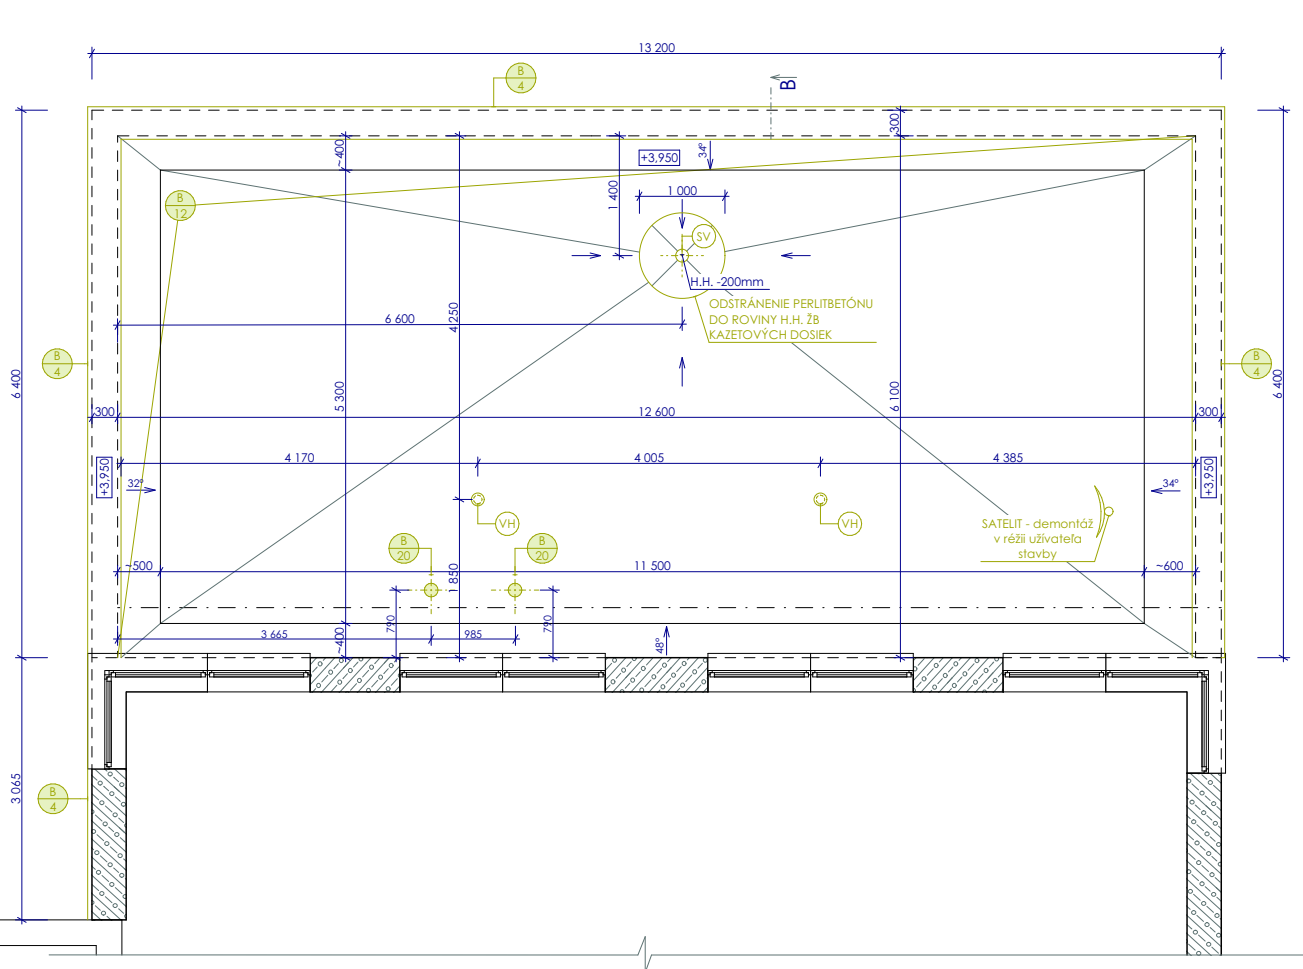 13 200
B
4
B
300
~400
+3,950
34°
1 400
1 000
B
12
SV
H.H. -200mm
ODSTRÁNENIE PERLITBETÓNU
DO ROVINY H.H. ŽB
KAZETOVÝCH DOSIEK
6 600
4 250
B
4
B
4
6 400
5 300
6 100
6 400
300
12 600
300
4 170
4 005
4 385
+3,950
32°
34°
+3,950
VH
VH
SATELIT - demontáž
v réžii užívateľa
stavby
B
20
B
20
~500
1 850
11 500
~600
790
3 665
985
790
~400
48°
3 065
B
4